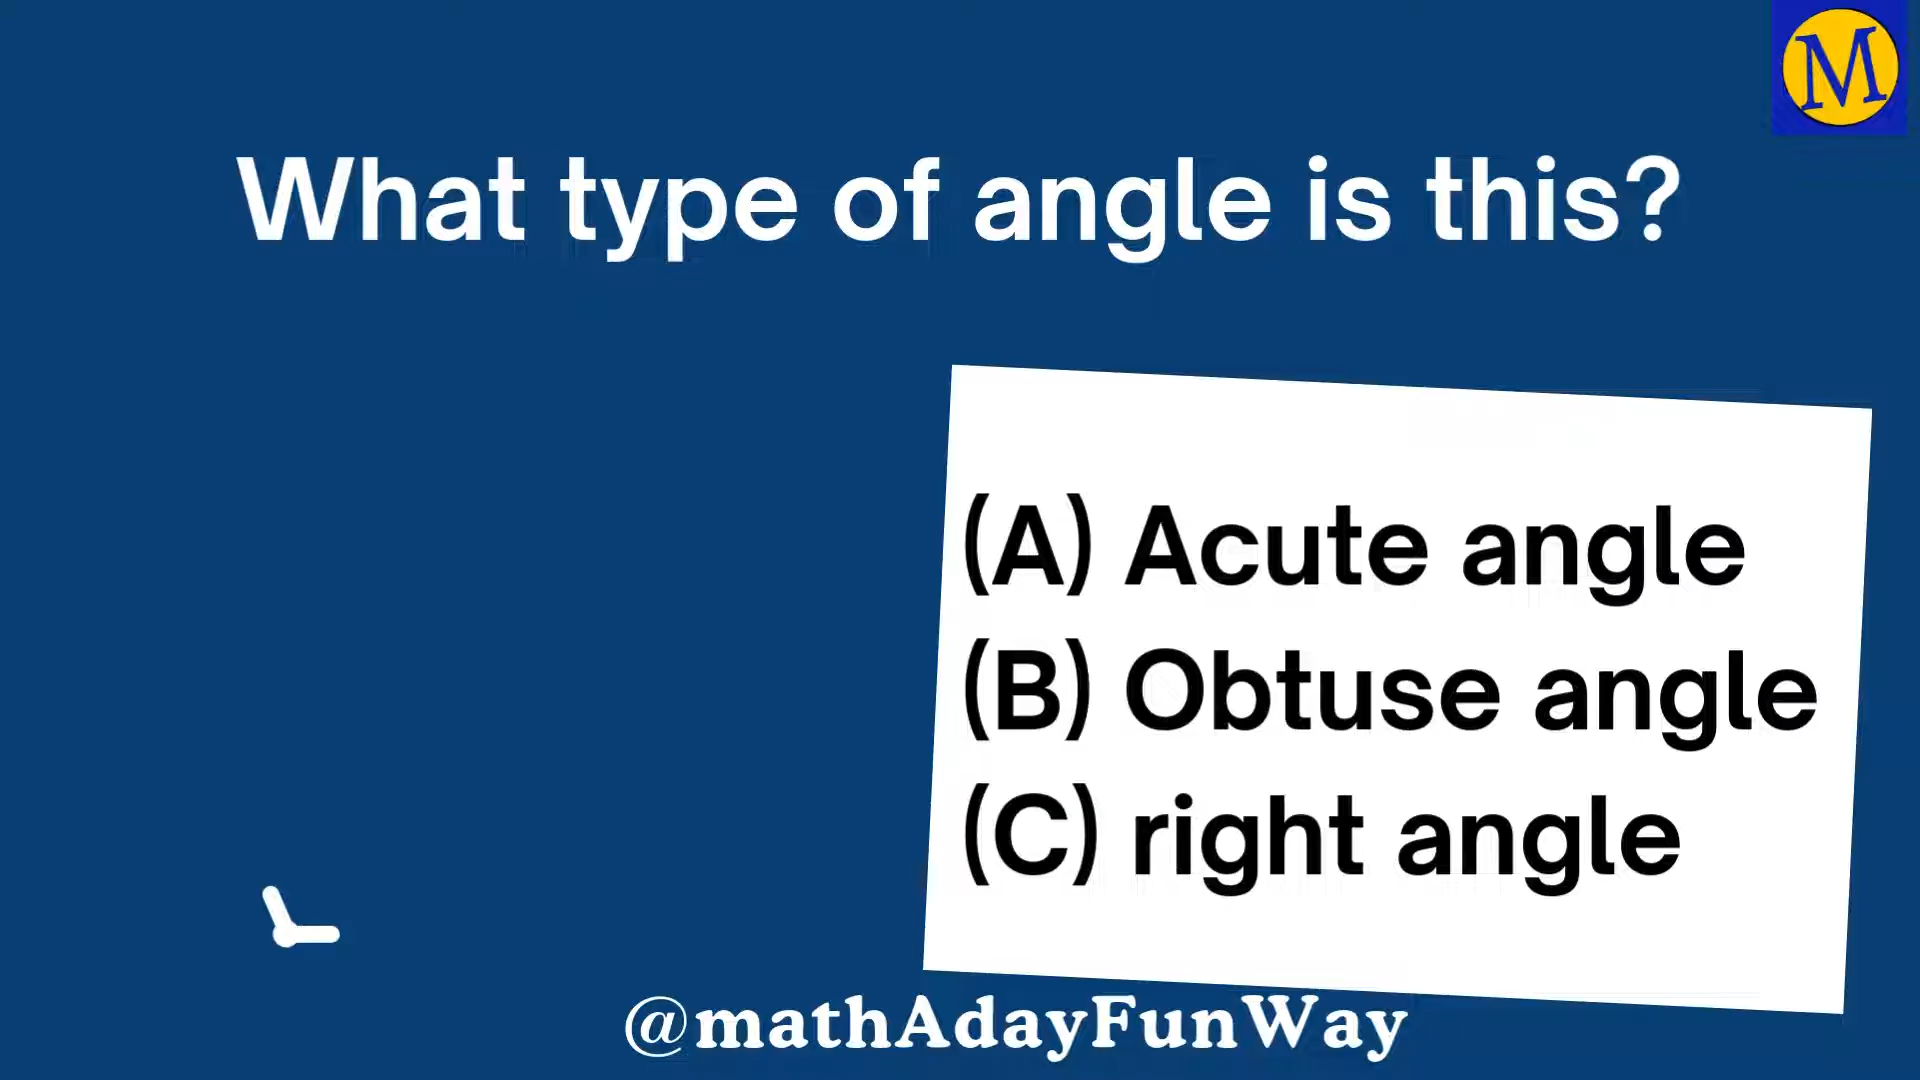 M
What type of angle is this?
(A) Acute angle
(B) Obtuse angle
(C) right angle
@mathAdayFunWay